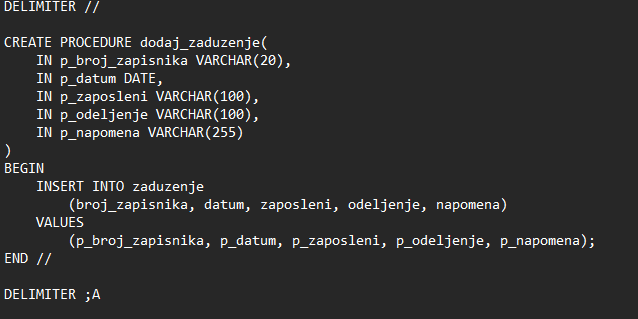 DELIMITER //
CREATE PROCEDURE dodaj_zaduzenje(
    IN p_broj_zapisnika VARCHAR(20),
    IN p_datum DATE,
    IN p_zaposleni VARCHAR(100),
    IN p_odeljenje VARCHAR(100),
    IN p_napomena VARCHAR(255)
)
BEGIN
    INSERT INTO zaduzenje
        (broj_zapisnika, datum, zaposleni, odeljenje, napomena)
    VALUES
        (p_broj_zapisnika, p_datum, p_zaposleni, p_odeljenje, p_napomena);
END //
DELIMITER ;A